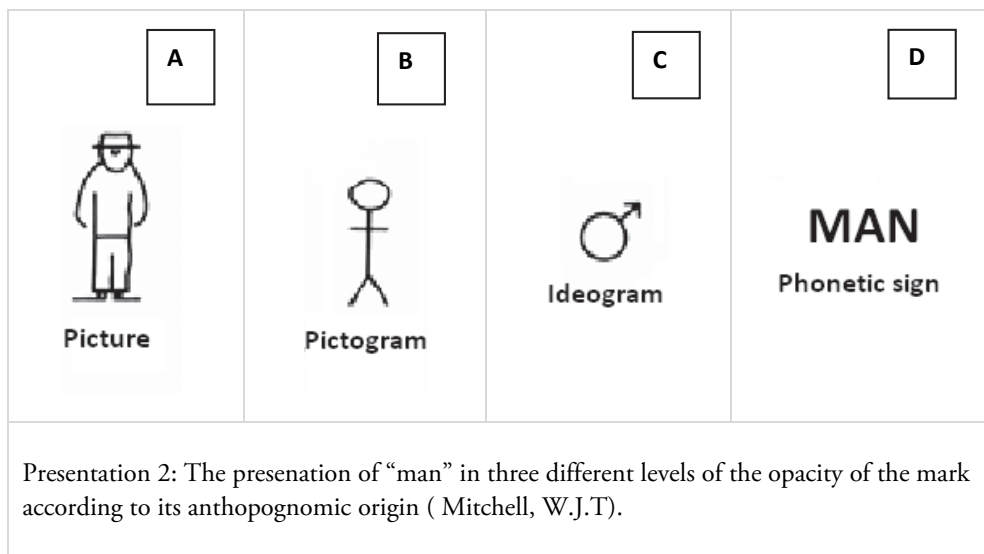 A
B
C
D
Picture
Pictogram
Ideogram
MAN
Phonetic sign
Presentation 2: The presenation of “man” in three different levels of the opacity of the mark
according to its anthopognomic origin ( Mitchell, W.J.T).